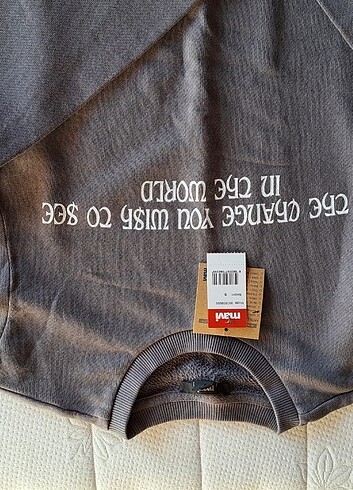 THE CHANGE YOU WISH TO SEE
IN THE WORLD
mavi